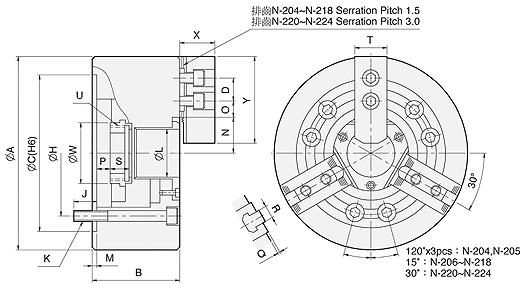 排齒N-204~N-218 Serration Pitch 1.5
排齒N-220~N-224 Serration Pitch 3.0
X
T
U
D
O
N
Y
ØA
ØC(H6)
ØH
ØW
P
S
ØL
J
K
M
B
R
Q
30°
120°x3pcs：N-204,N-205
15°：N-206~N-218
30°：N-220~N-224